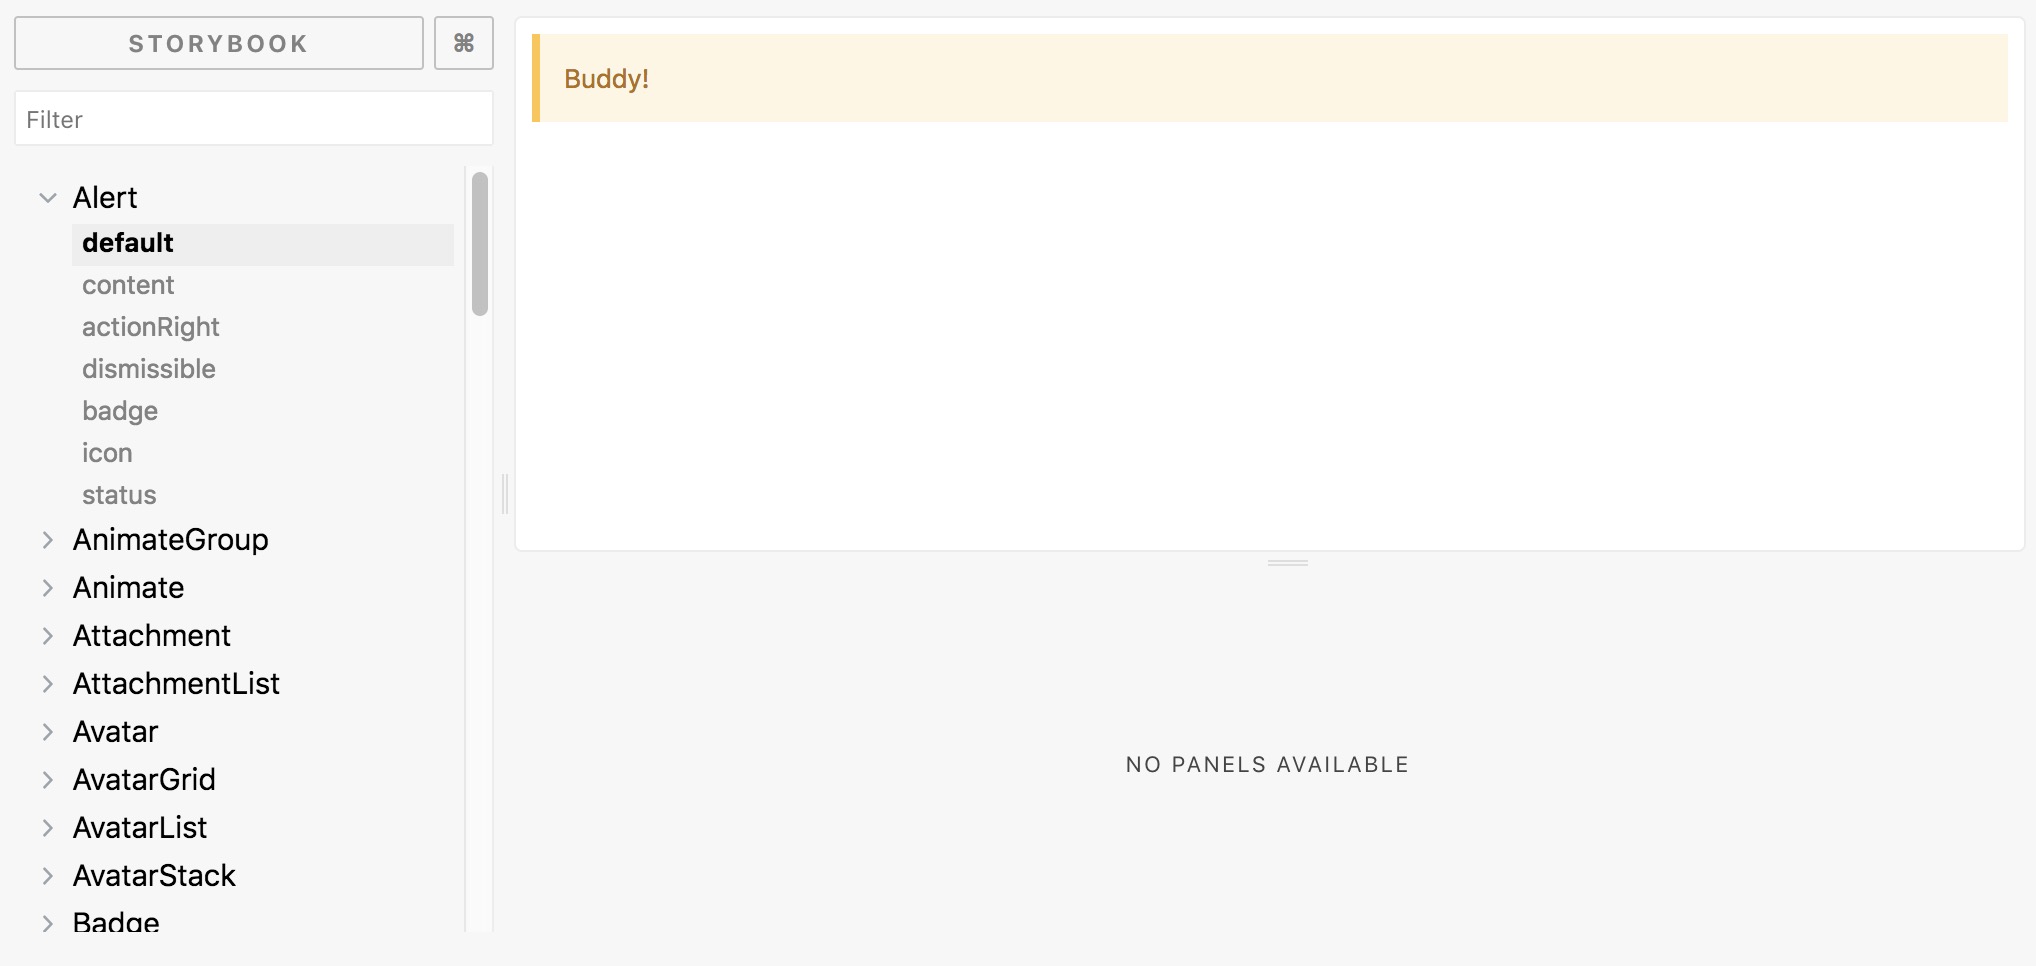 STORYBOOK ⌘
Filter
Alert
default
content
actionRight
dismissible
badge
icon
status
AnimateGroup
Animate
Attachment
AttachmentList
Avatar
AvatarGrid
AvatarList
AvatarStack
Badge
Buddy!
NO PANELS AVAILABLE